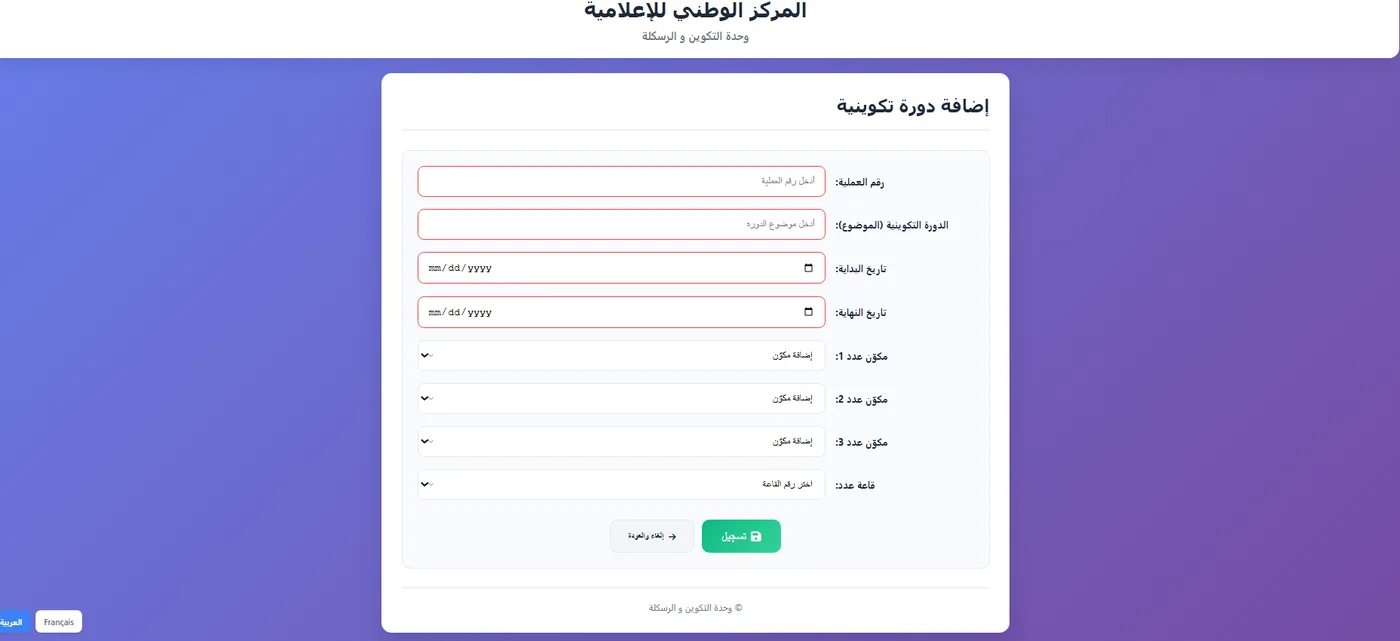 المركز الوطني للإعلامية
وحدة التكوين و الرسكلة
إضافة دورة تكوينية
رقم العملية: أدخل رقم العملية
الدورة التكوينية (الموضوع): أدخل موضوع الدورة
تاريخ البداية: mm/dd/yyyy
تاريخ النهاية: mm/dd/yyyy
مكوّن عدد 1: إضافة مكوّن
مكوّن عدد 2: إضافة مكوّن
مكوّن عدد 3: إضافة مكوّن
قاعة عدد: اختر رقم القاعة
تسجيل → إلغاء والعودة
© وحدة التكوين و الرسكلة
Français العربية